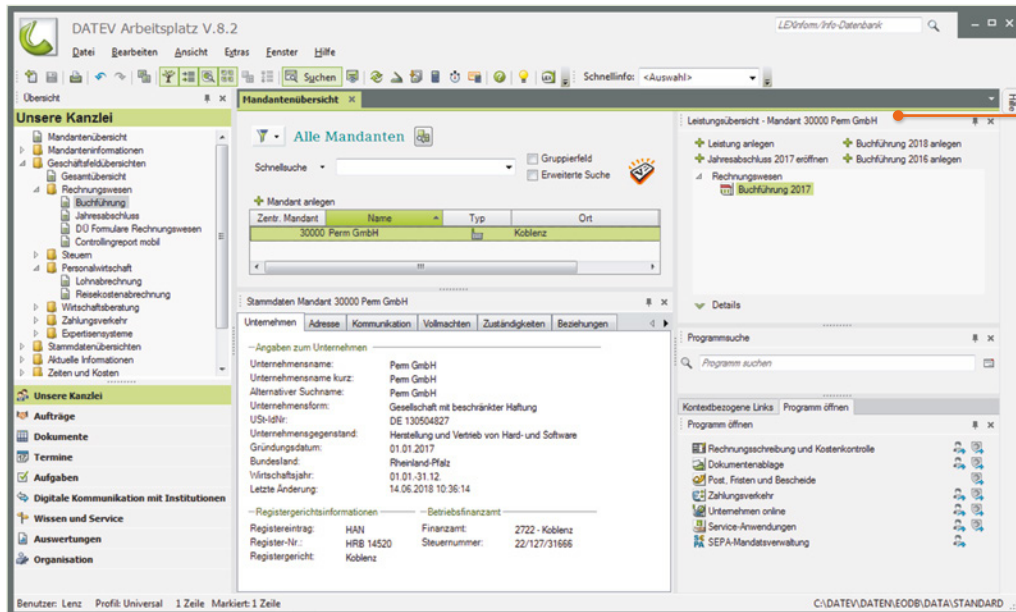 DATEV Arbeitsplatz V.8.2
LEXinform/Info-Datenbank
Datei Bearbeiten Ansicht Extras Fenster Hilfe
Suchen Schnellinfo: <Auswahl>
Übersicht
Unsere Kanzlei
Mandantenübersicht
Mandanteninformationen
Geschäftsfeldübersichten
Gesamtübersicht
Rechnungswesen
Buchführung
Jahresabschluss
DÜ Formulare Rechnungswesen
Controllingreport mobil
Steuern
Personalwirtschaft
Lohnabrechnung
Reisekostenabrechnung
Wirtschaftsberatung
Zahlungsverkehr
Expertisensysteme
Stammdatenübersichten
Aktuelle Informationen
Zeiten und Kosten
Unsere Kanzlei
Aufträge
Dokumente
Termine
Aufgaben
Digitale Kommunikation mit Institutionen
Wissen und Service
Auswertungen
Organisation
Mandantenübersicht
Alle Mandanten
Schnellsuche
Gruppierfeld
Erweiterte Suche
Mandant anlegen
Zentr. Mandant Name Typ Ort
30000 Perm GmbH Koblenz
Stammdaten Mandant 30000 Perm GmbH
Unternehmen Adresse Kommunikation Vollmachten Zuständigkeiten Beziehungen
Angaben zum Unternehmen
Unternehmensname: Perm GmbH
Unternehmensname kurz: Perm GmbH
Alternativer Suchname: Perm GmbH
Unternehmensform: Gesellschaft mit beschränkter Haftung
USt-IdNr: DE 130504827
Unternehmensgegenstand: Herstellung und Vertrieb von Hard- und Software
Gründungsdatum: 01.01.2017
Bundesland: Rheinland-Pfalz
Wirtschaftsjahr: 01.01.-31.12.
Letzte Änderung: 14.06.2018 10:36:14
Registergerichtsinformationen Betriebsfinanzamt
Registereintrag: HAN Finanzamt: 2722 - Koblenz
Register-Nr.: HRB 14520 Steuernummer: 22/127/31666
Registergericht: Koblenz
Hilfe
Leistungsübersicht - Mandant 30000 Perm GmbH
Leistung anlegen Buchführung 2018 anlegen
Jahresabschluss 2017 eröffnen Buchführung 2016 anlegen
Rechnungswesen
Buchführung 2017
Details
Programmsuche
Programm suchen
Kontextbezogene Links Programm öffnen
Programm öffnen
Rechnungsschreibung und Kostenkontrolle
Dokumentenablage
Post, Fristen und Bescheide
Zahlungsverkehr
Unternehmen online
Service-Anwendungen
SEPA-Mandatsverwaltung
Benutzer: Lenz Profil: Universal 1 Zeile Markiert: 1 Zeile C:\DATEV\DATEN\EODB\DATA\STANDARD